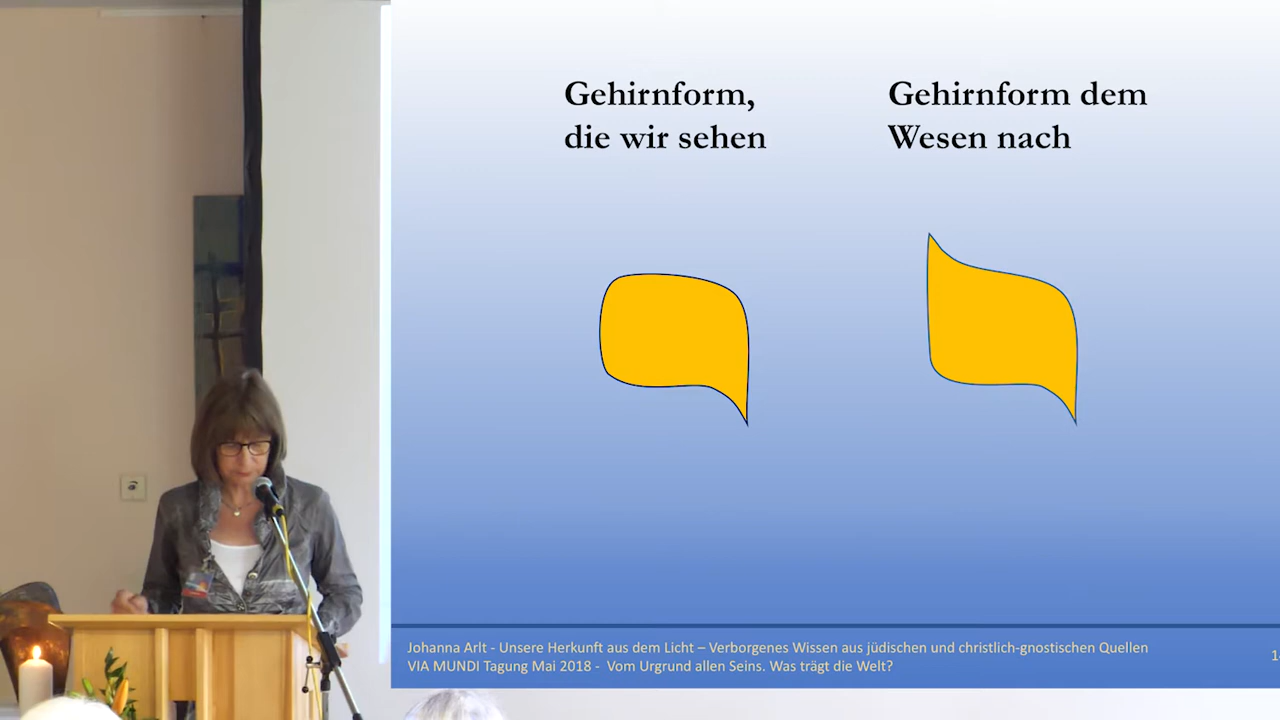 Gehirnform,
die wir sehen
Gehirnform dem
Wesen nach
Johanna Arlt - Unsere Herkunft aus dem Licht – Verborgenes Wissen aus jüdischen und christlich-gnostischen Quellen
VIA MUNDI Tagung Mai 2018 - Vom Urgrund allen Seins. Was trägt die Welt?